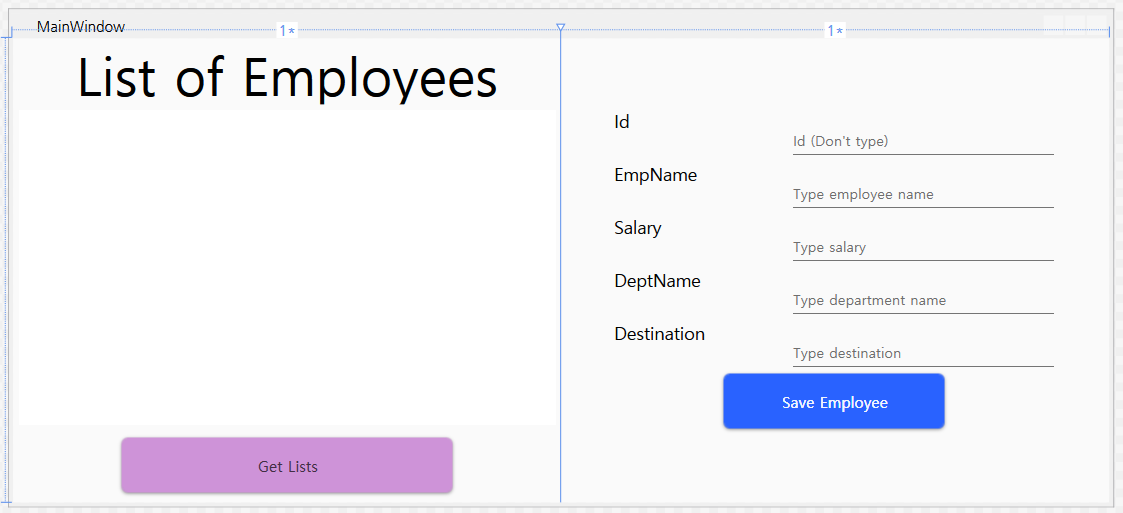 MainWindow
1*
1*
List of Employees
Id
Id (Don't type)
EmpName
Type employee name
Salary
Type salary
DeptName
Type department name
Destination
Type destination
Save Employee
Get Lists